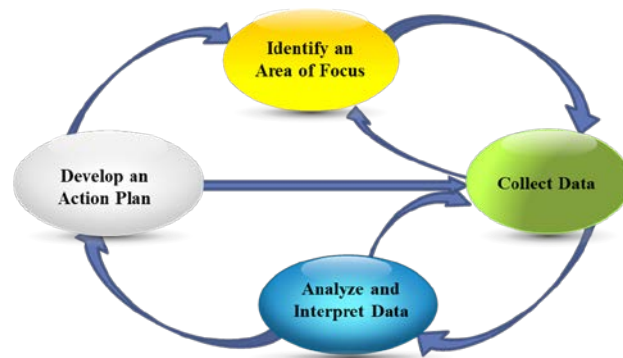 Identify an
Area of Focus
Develop an
Action Plan
Collect Data
Analyze and
Interpret Data